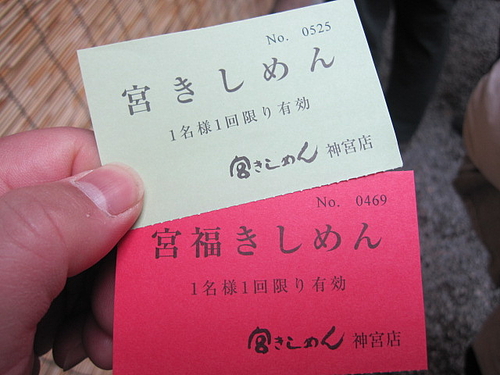 No. 0525
宮きしめん
1名様1回限り有効
宮きしめん 神宮店
No. 0469
宮福きしめん
1名様1回限り有効
宮きしめん 神宮店